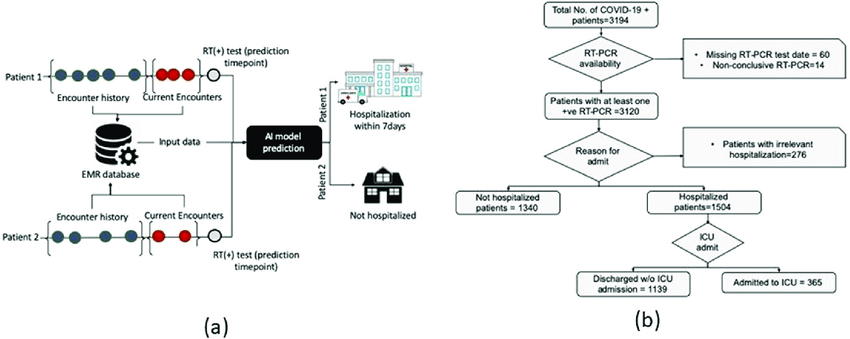 RT(+) test (prediction
timepoint)
Patient 1
Encounter history
Current Encounters
EMR database
Input data
AI model
prediction
Patient 1
Hospitalization
within 7days
Patient 2
Not hospitalized
Encounter history
Current Encounters
Patient 2
RT(+) test (prediction
timepoint)
(a)
Total No. of COVID-19 +
patients=3194
RT-PCR
availability
• Missing RT-PCR test date = 60
• Non-conclusive RT-PCR=14
Patients with at least one
+ve RT-PCR =3120
Reason for
admit
• Patients with irrelevant
hospitalization=276
Not hospitalized
patients = 1340
Hospitalized
patients=1504
ICU
admit
Discharged w/o ICU
admission = 1139
Admitted to ICU = 365
(b)